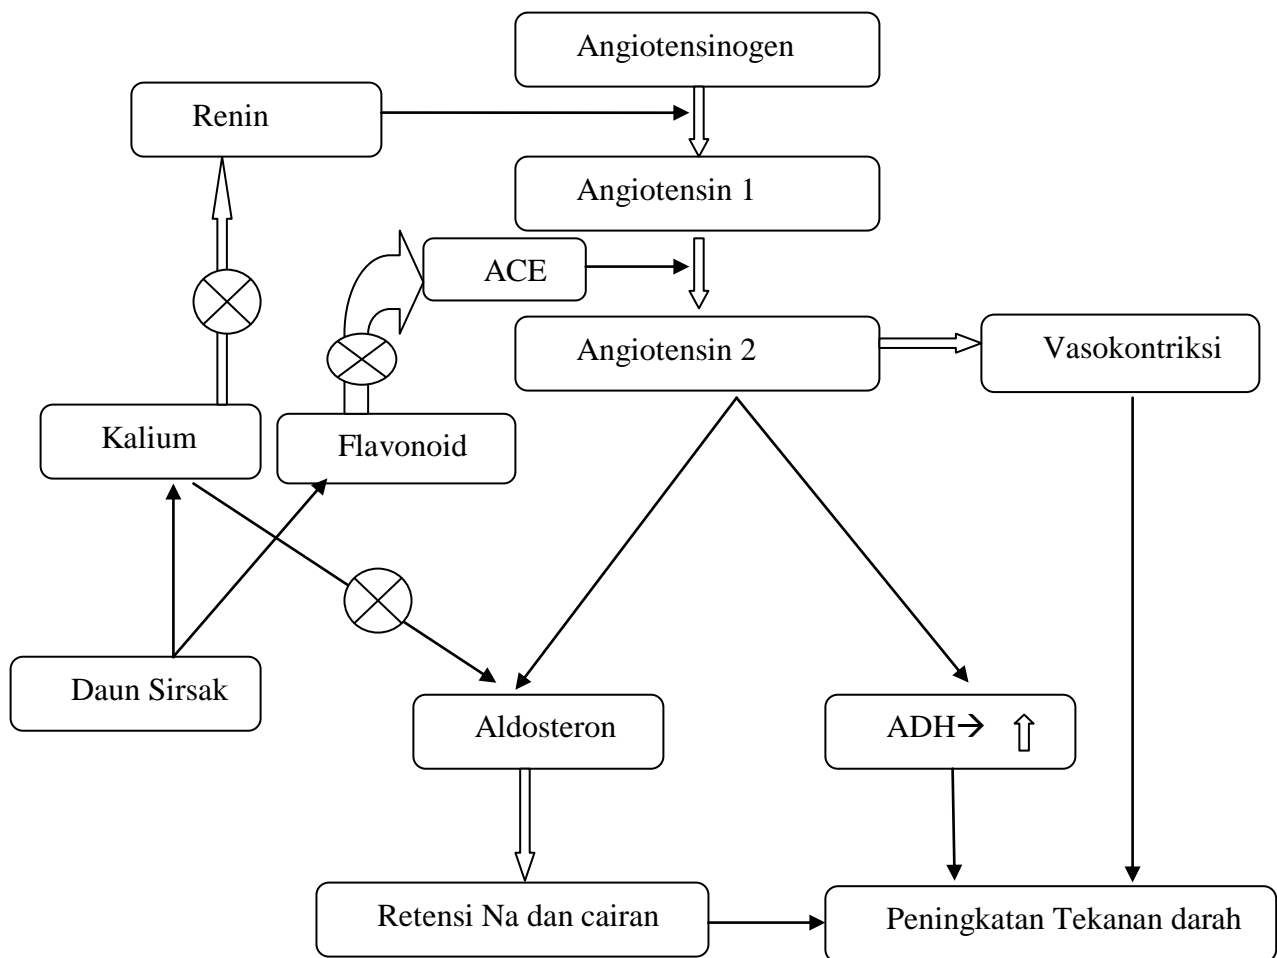 Angiotensinogen
Renin
Angiotensin 1
ACE
Angiotensin 2
Vasokontriksi
Kalium
Flavonoid
Daun Sirsak
Aldosteron
ADH→ ⇧
Retensi Na dan cairan
Peningkatan Tekanan darah